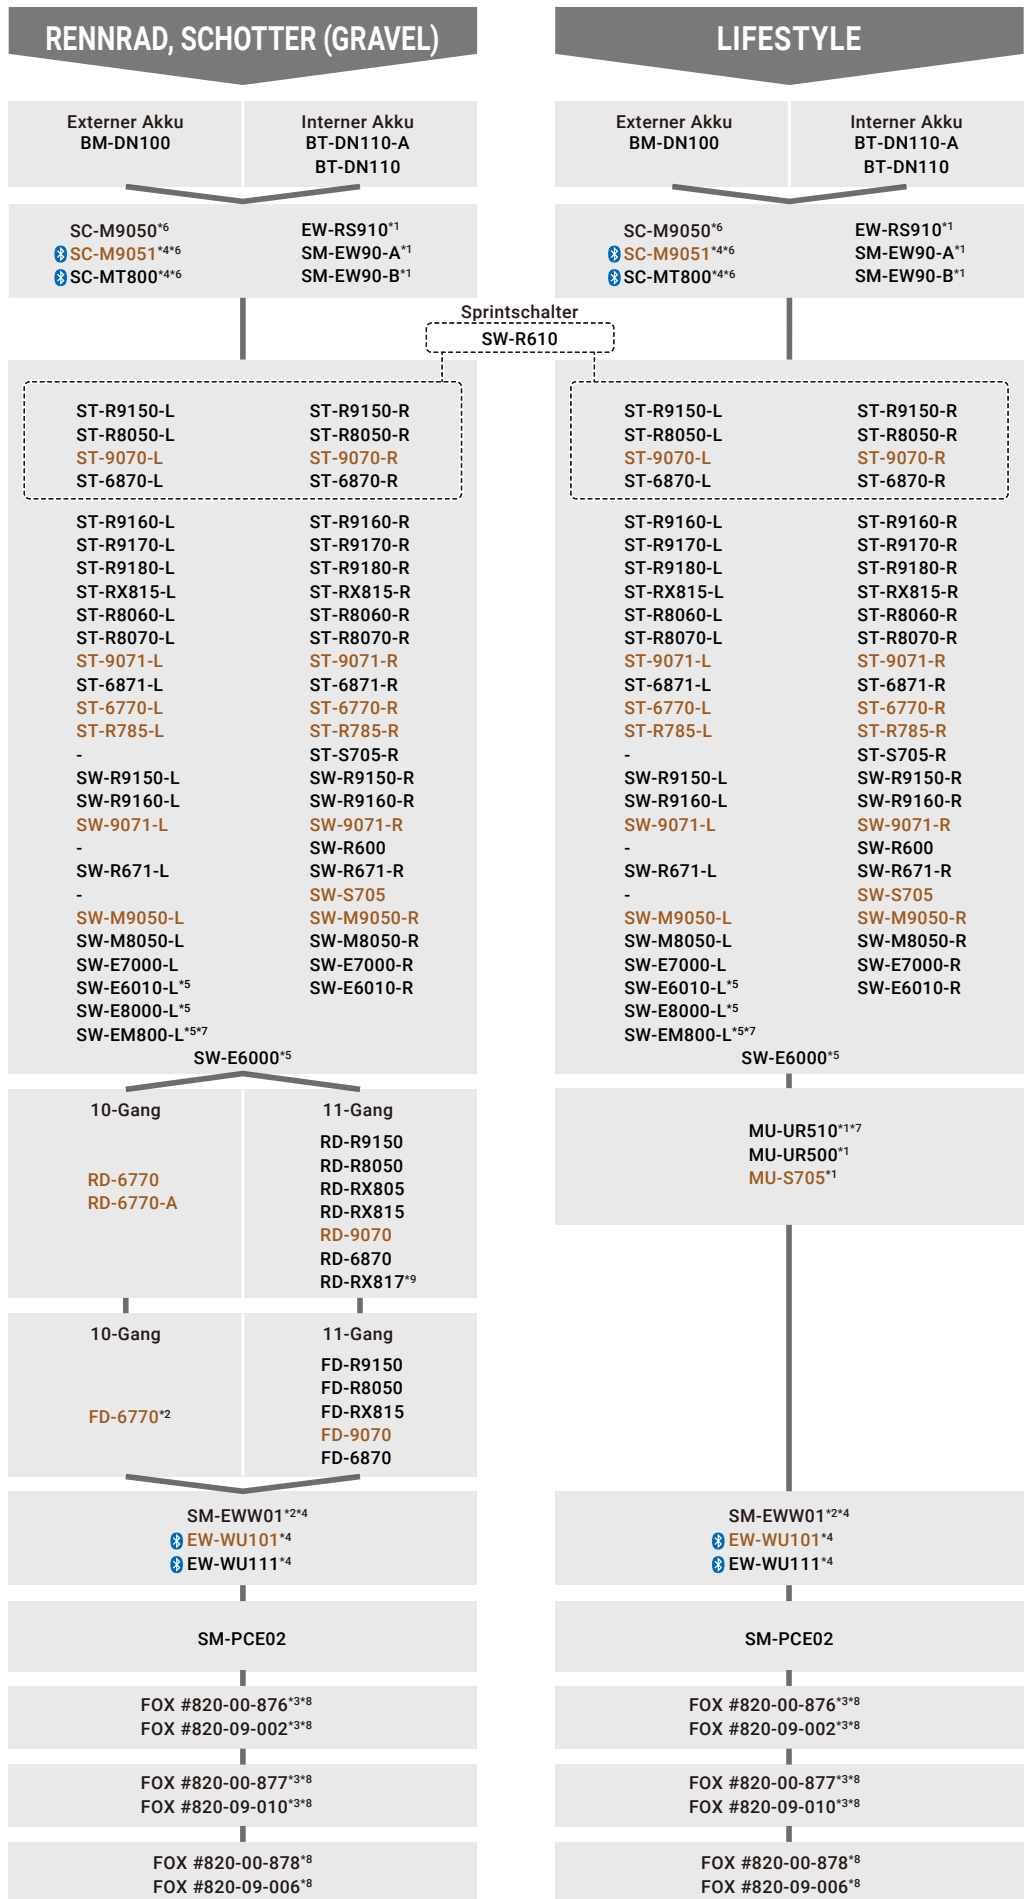 RENNRAD, SCHOTTER (GRAVEL)
Externer Akku
BM-DN100
Interner Akku
BT-DN110-A
BT-DN110
SC-M9050*6
SC-M9051*4*6
SC-MT800*4*6
EW-RS910*1
SM-EW90-A*1
SM-EW90-B*1
Sprintschalter
SW-R610
ST-R9150-L ST-R9150-R
ST-R8050-L ST-R8050-R
ST-9070-L ST-9070-R
ST-6870-L ST-6870-R
ST-R9160-L ST-R9160-R
ST-R9170-L ST-R9170-R
ST-R9180-L ST-R9180-R
ST-RX815-L ST-RX815-R
ST-R8060-L ST-R8060-R
ST-R8070-L ST-R8070-R
ST-9071-L ST-9071-R
ST-6871-L ST-6871-R
ST-6770-L ST-6770-R
ST-R785-L ST-R785-R
- ST-S705-R
SW-R9150-L SW-R9150-R
SW-R9160-L SW-R9160-R
SW-9071-L SW-9071-R
- SW-R600
SW-R671-L SW-R671-R
- SW-S705
SW-M9050-L SW-M9050-R
SW-M8050-L SW-M8050-R
SW-E7000-L SW-E7000-R
SW-E6010-L*5 SW-E6010-R
SW-E8000-L*5
SW-EM800-L*5*7
SW-E6000*5
10-Gang
RD-6770
RD-6770-A
11-Gang
RD-R9150
RD-R8050
RD-RX805
RD-RX815
RD-9070
RD-6870
RD-RX817*9
10-Gang
FD-6770*2
11-Gang
FD-R9150
FD-R8050
FD-RX815
FD-9070
FD-6870
SM-EWW01*2*4
EW-WU101*4
EW-WU111*4
SM-PCE02
FOX #820-00-876*3*8
FOX #820-09-002*3*8
FOX #820-00-877*3*8
FOX #820-09-010*3*8
FOX #820-00-878*8
FOX #820-09-006*8
LIFESTYLE
Externer Akku
BM-DN100
Interner Akku
BT-DN110-A
BT-DN110
SC-M9050*6
SC-M9051*4*6
SC-MT800*4*6
EW-RS910*1
SM-EW90-A*1
SM-EW90-B*1
ST-R9150-L ST-R9150-R
ST-R8050-L ST-R8050-R
ST-9070-L ST-9070-R
ST-6870-L ST-6870-R
ST-R9160-L ST-R9160-R
ST-R9170-L ST-R9170-R
ST-R9180-L ST-R9180-R
ST-RX815-L ST-RX815-R
ST-R8060-L ST-R8060-R
ST-R8070-L ST-R8070-R
ST-9071-L ST-9071-R
ST-6871-L ST-6871-R
ST-6770-L ST-6770-R
ST-R785-L ST-R785-R
- ST-S705-R
SW-R9150-L SW-R9150-R
SW-R9160-L SW-R9160-R
SW-9071-L SW-9071-R
- SW-R600
SW-R671-L SW-R671-R
- SW-S705
SW-M9050-L SW-M9050-R
SW-M8050-L SW-M8050-R
SW-E7000-L SW-E7000-R
SW-E6010-L*5 SW-E6010-R
SW-E8000-L*5
SW-EM800-L*5*7
SW-E6000*5
MU-UR510*1*7
MU-UR500*1
MU-S705*1
SM-EWW01*2*4
EW-WU101*4
EW-WU111*4
SM-PCE02
FOX #820-00-876*3*8
FOX #820-09-002*3*8
FOX #820-00-877*3*8
FOX #820-09-010*3*8
FOX #820-00-878*8
FOX #820-09-006*8